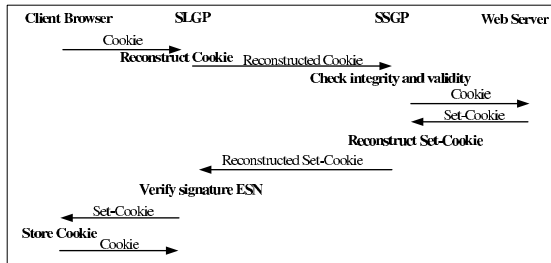 Client Browser SLGP SSGP Web Server
Cookie
Reconstruct Cookie Reconstructed Cookie
Check integrity and validity
Cookie
Set-Cookie
Reconstruct Set-Cookie
Reconstructed Set-Cookie
Verify signature ESN
Set-Cookie
Store Cookie
Cookie